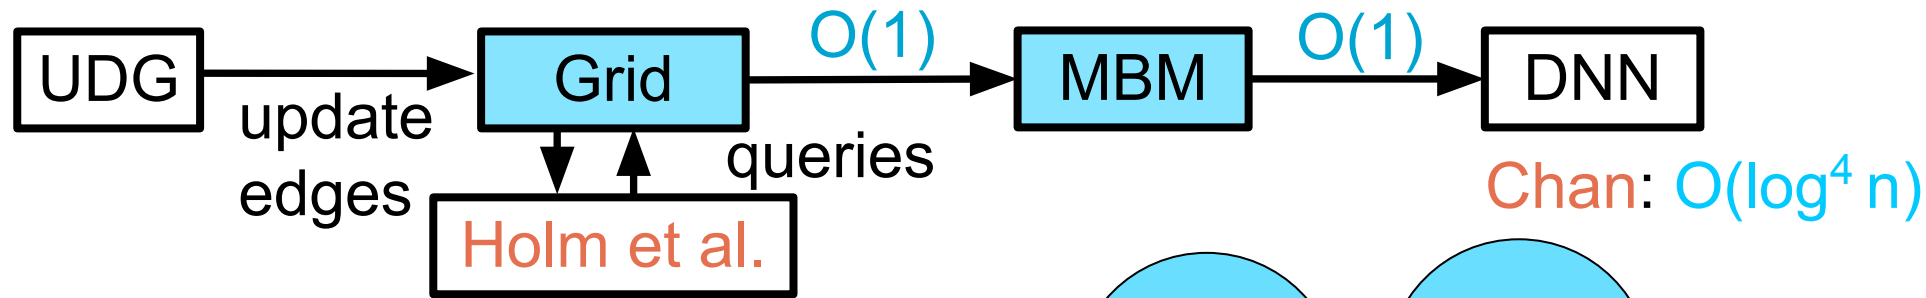 UDG
update
edges
Grid
Holm et al.
queries
O(1)
MBM
O(1)
DNN
Chan: O(log⁴ n)